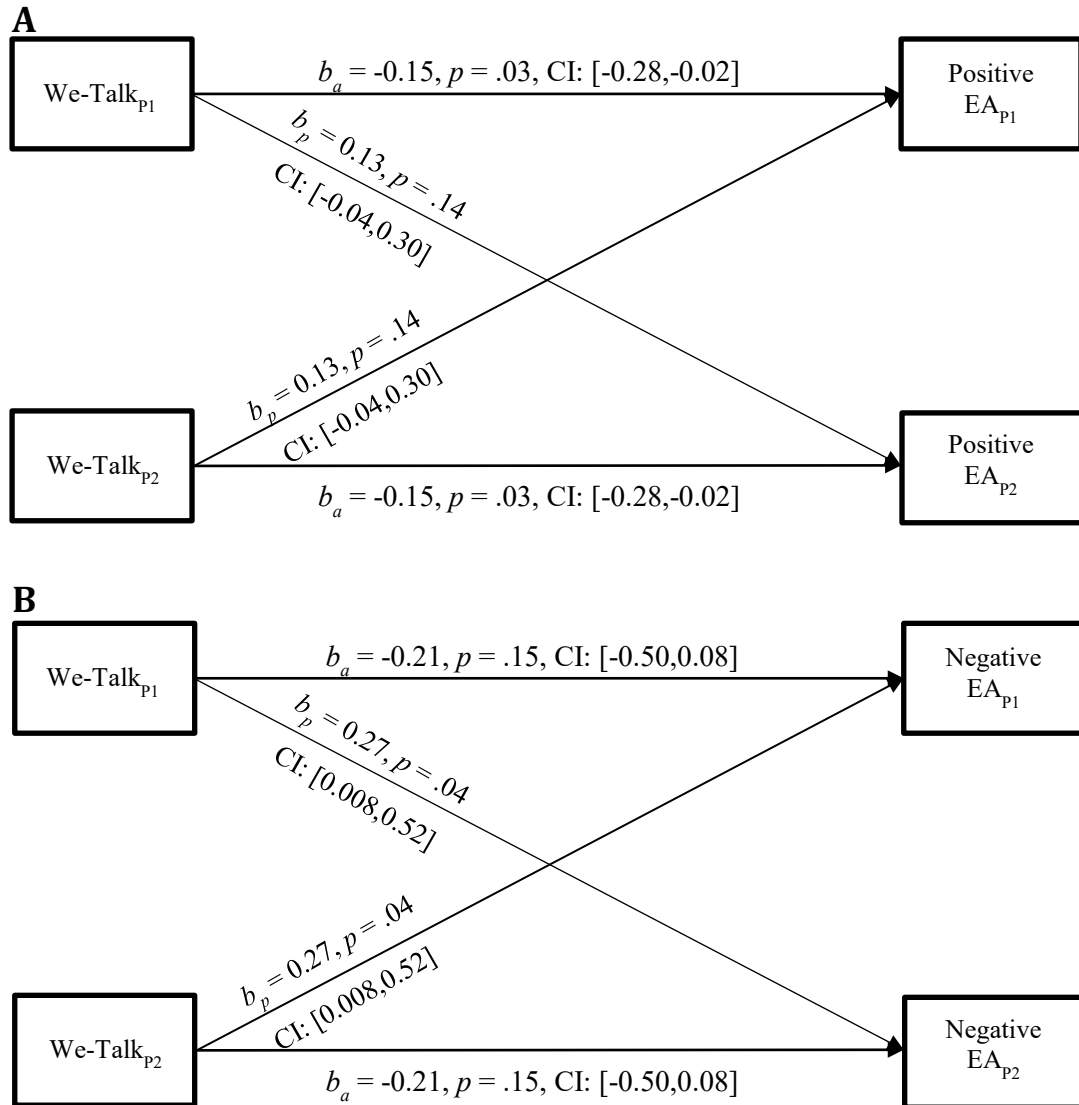 A
We-Talk_P1
b_a = -0.15, p = .03, CI: [-0.28,-0.02]
Positive
EA_P1
b_p = 0.13, p = .14
CI: [-0.04,0.30]
b_p = 0.13, p = .14
CI: [-0.04,0.30]
We-Talk_P2
b_a = -0.15, p = .03, CI: [-0.28,-0.02]
Positive
EA_P2
B
We-Talk_P1
b_a = -0.21, p = .15, CI: [-0.50,0.08]
Negative
EA_P1
b_p = 0.27, p = .04
CI: [0.008,0.52]
b_p = 0.27, p = .04
CI: [0.008,0.52]
We-Talk_P2
b_a = -0.21, p = .15, CI: [-0.50,0.08]
Negative
EA_P2